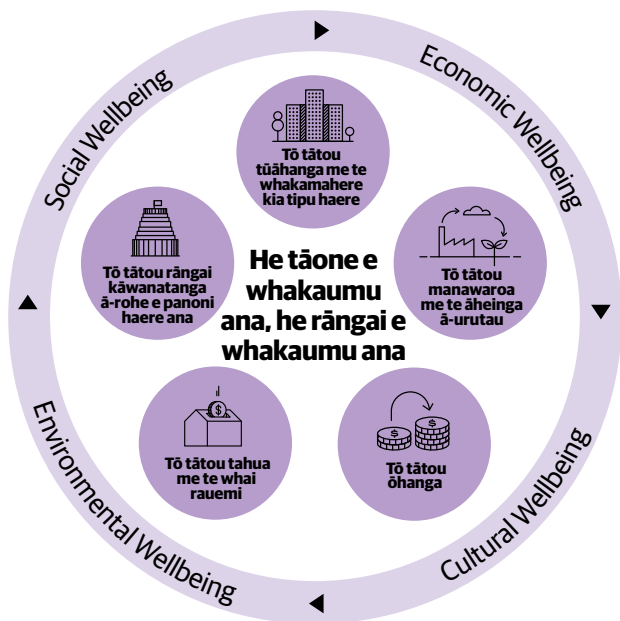 Social Wellbeing
Economic Wellbeing
Cultural Wellbeing
Environmental Wellbeing
Tō tātou
tūāhanga me te
whakamahere
kia tipu haere
Tō tātou
manawaroa
me te āheinga
ā-urutau
$
$
Tō tātou
ōhanga
$
Tō tātou tahua
me te whai
rauemi
Tō tātou rāngai
kāwanatanga
ā-rohe e panoni
haere ana
He tāone e
whakaumu
ana, he rāngai e
whakaumu ana